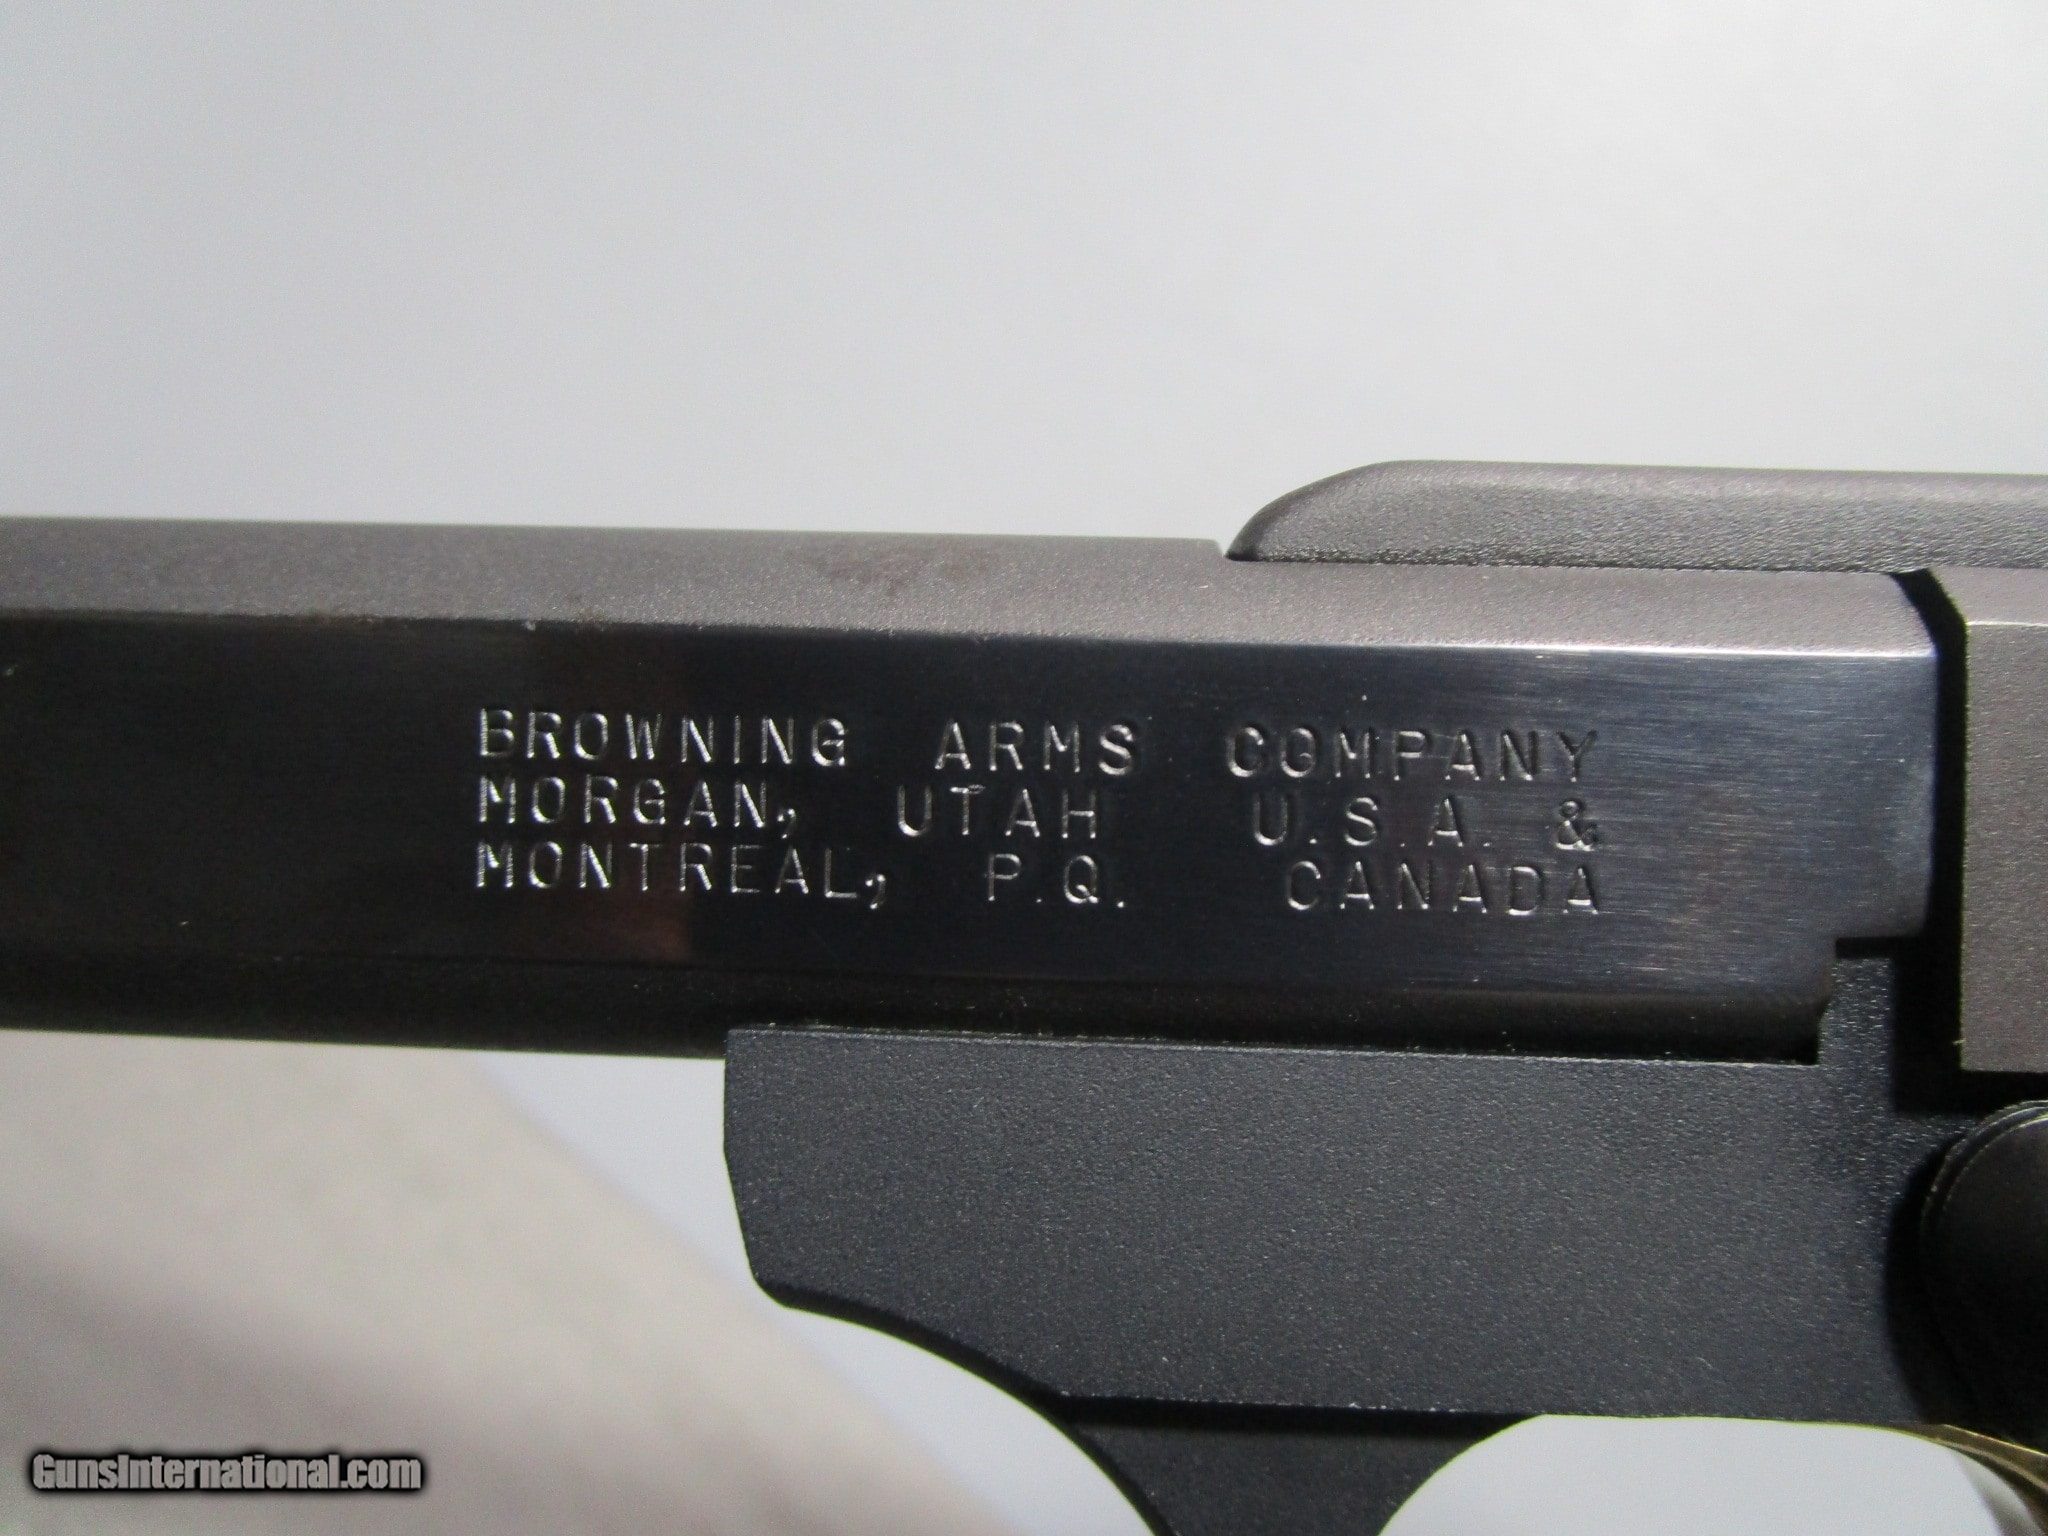 BROWNING ARMS COMPANY
MORGAN, UTAH U.S.A. &
MONTREAL, P.Q. CANADA
GunsInternational.com